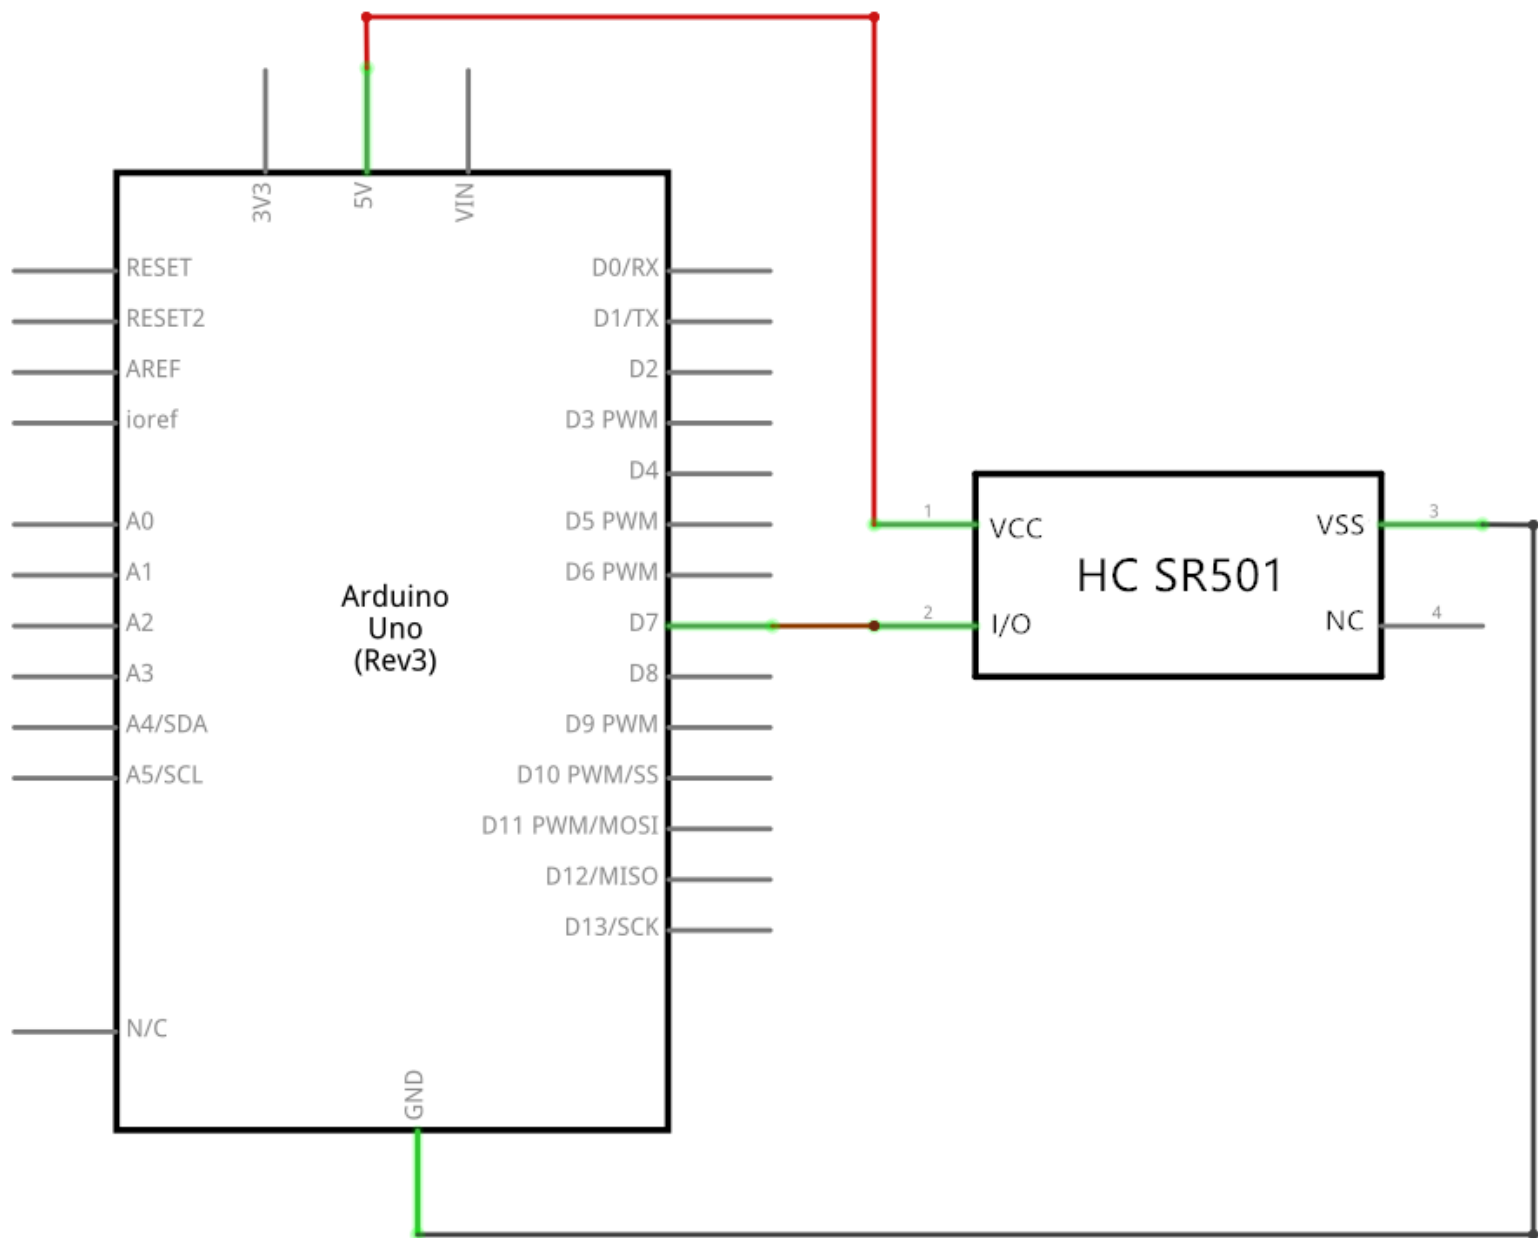 3V3
5V
VIN
RESET
D0/RX
RESET2
D1/TX
AREF
D2
ioref
D3 PWM
D4
A0
D5 PWM
A1
D6 PWM
A2
D7
A3
D8
A4/SDA
D9 PWM
A5/SCL
D10 PWM/SS
D11 PWM/MOSI
D12/MISO
D13/SCK
N/C
GND
Arduino
Uno
(Rev3)
1
VCC
VSS
3
HC SR501
2
I/O
NC
4